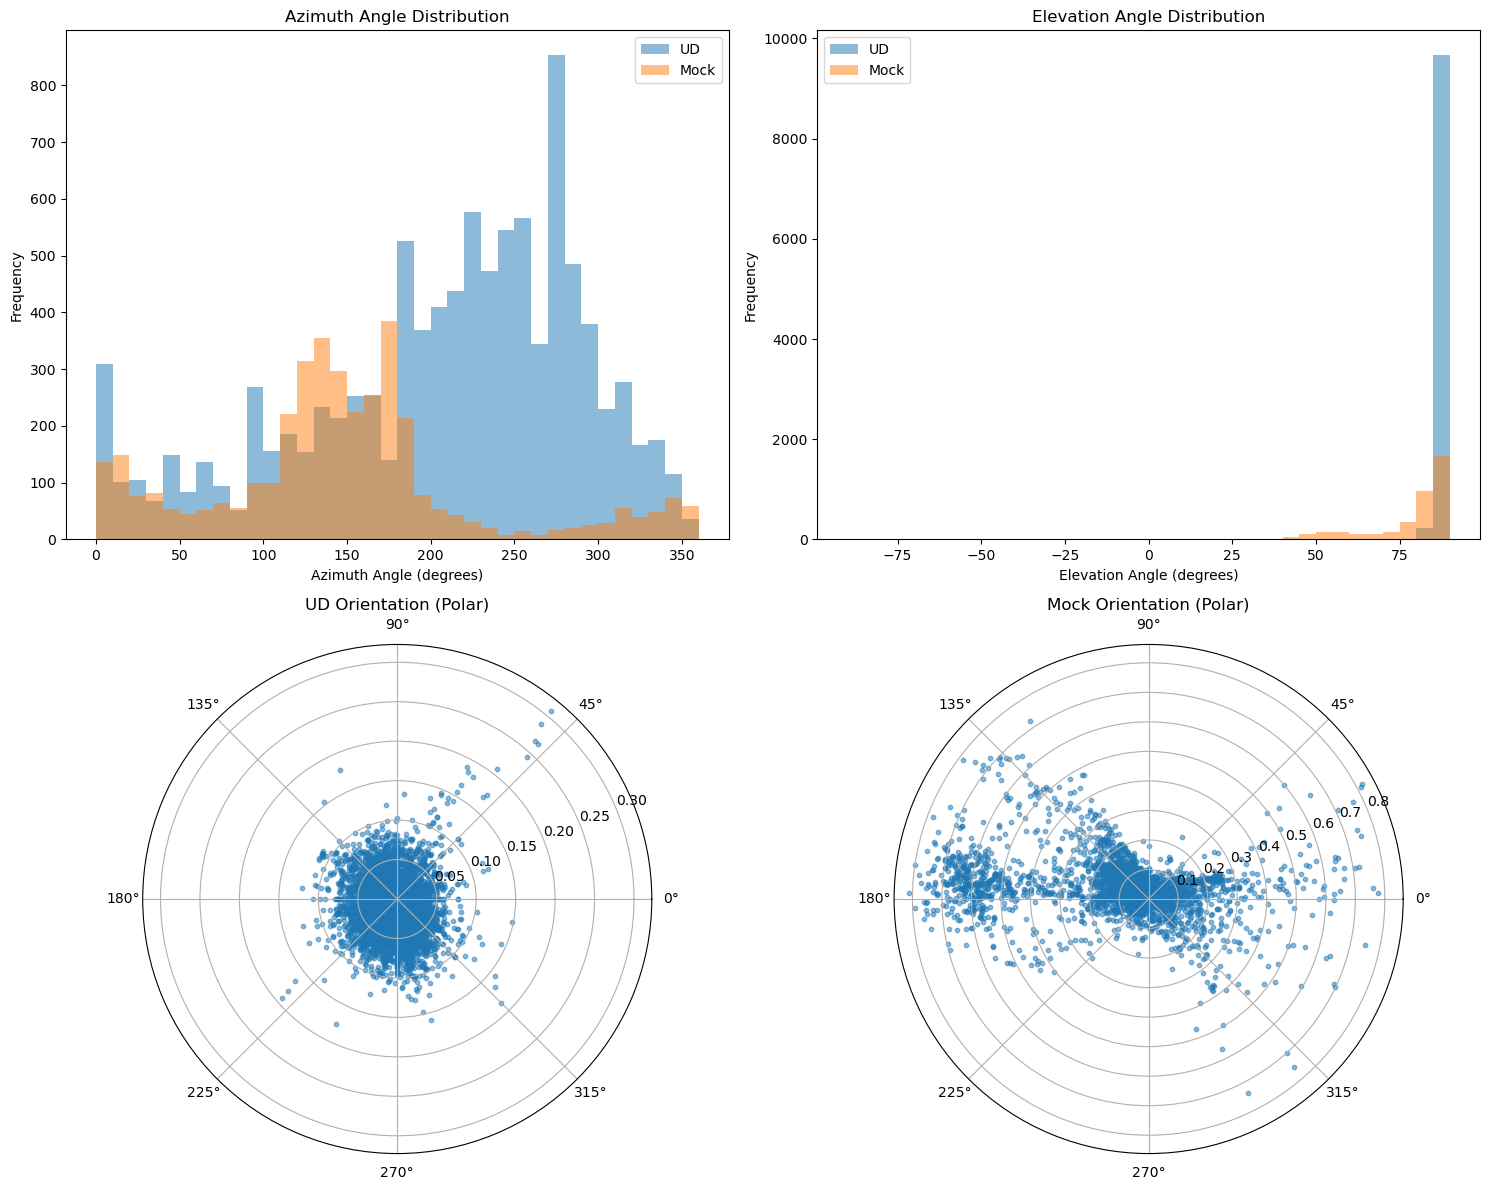 Azimuth Angle Distribution
UD
Mock
800
700
600
500
400
300
200
100
0
Frequency
0 50 100 150 200 250 300 350
Azimuth Angle (degrees)
Elevation Angle Distribution
UD
Mock
10000
8000
6000
4000
2000
0
Frequency
−75 −50 −25 0 25 50 75
Elevation Angle (degrees)
UD Orientation (Polar)
90°
135° 45°
0.30
0.25
0.20
0.15
0.10
0.05
180° 0°
225° 315°
270°
Mock Orientation (Polar)
90°
135° 45°
0.8
0.7
0.6
0.5
0.4
0.3
0.2
0.1
180° 0°
225° 315°
270°